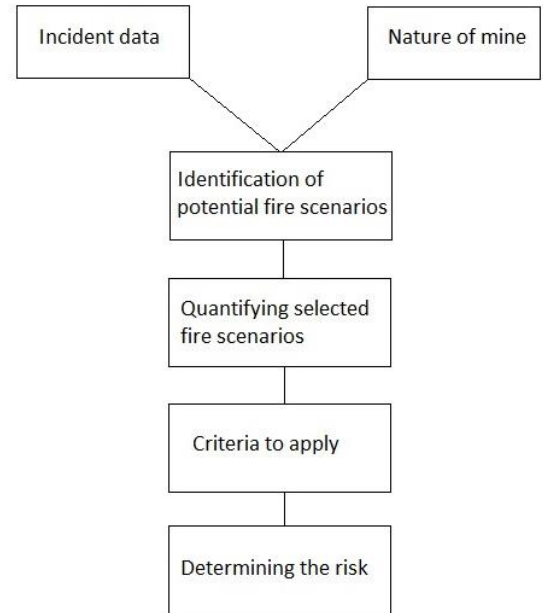 Incident data
Nature of mine
Identification of
potential fire scenarios
Quantifying selected
fire scenarios
Criteria to apply
Determining the risk